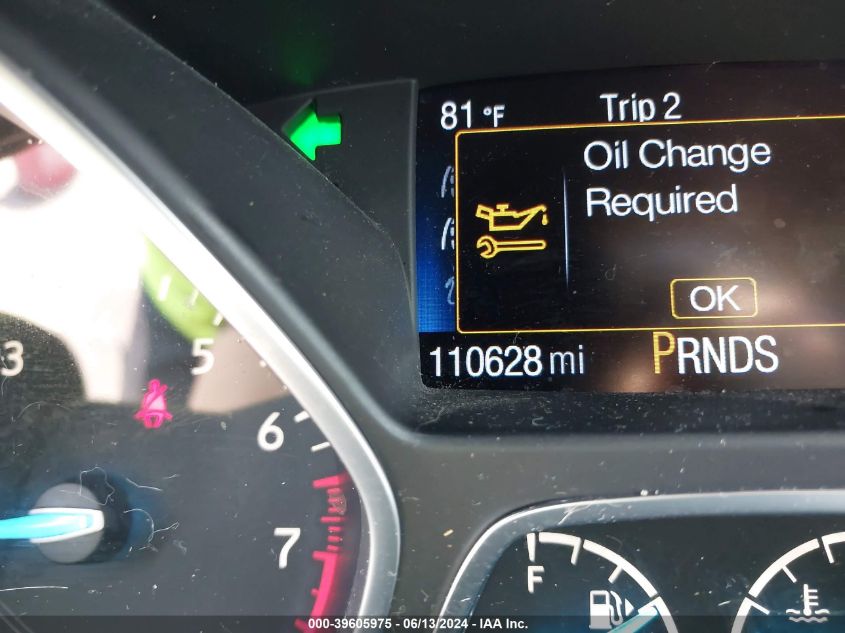 81 °F Trip 2
Oil Change
Required
OK
110628 mi PRNDS
3
5
6
7
F
000-39605975 - 06/13/2024 - IAA Inc.